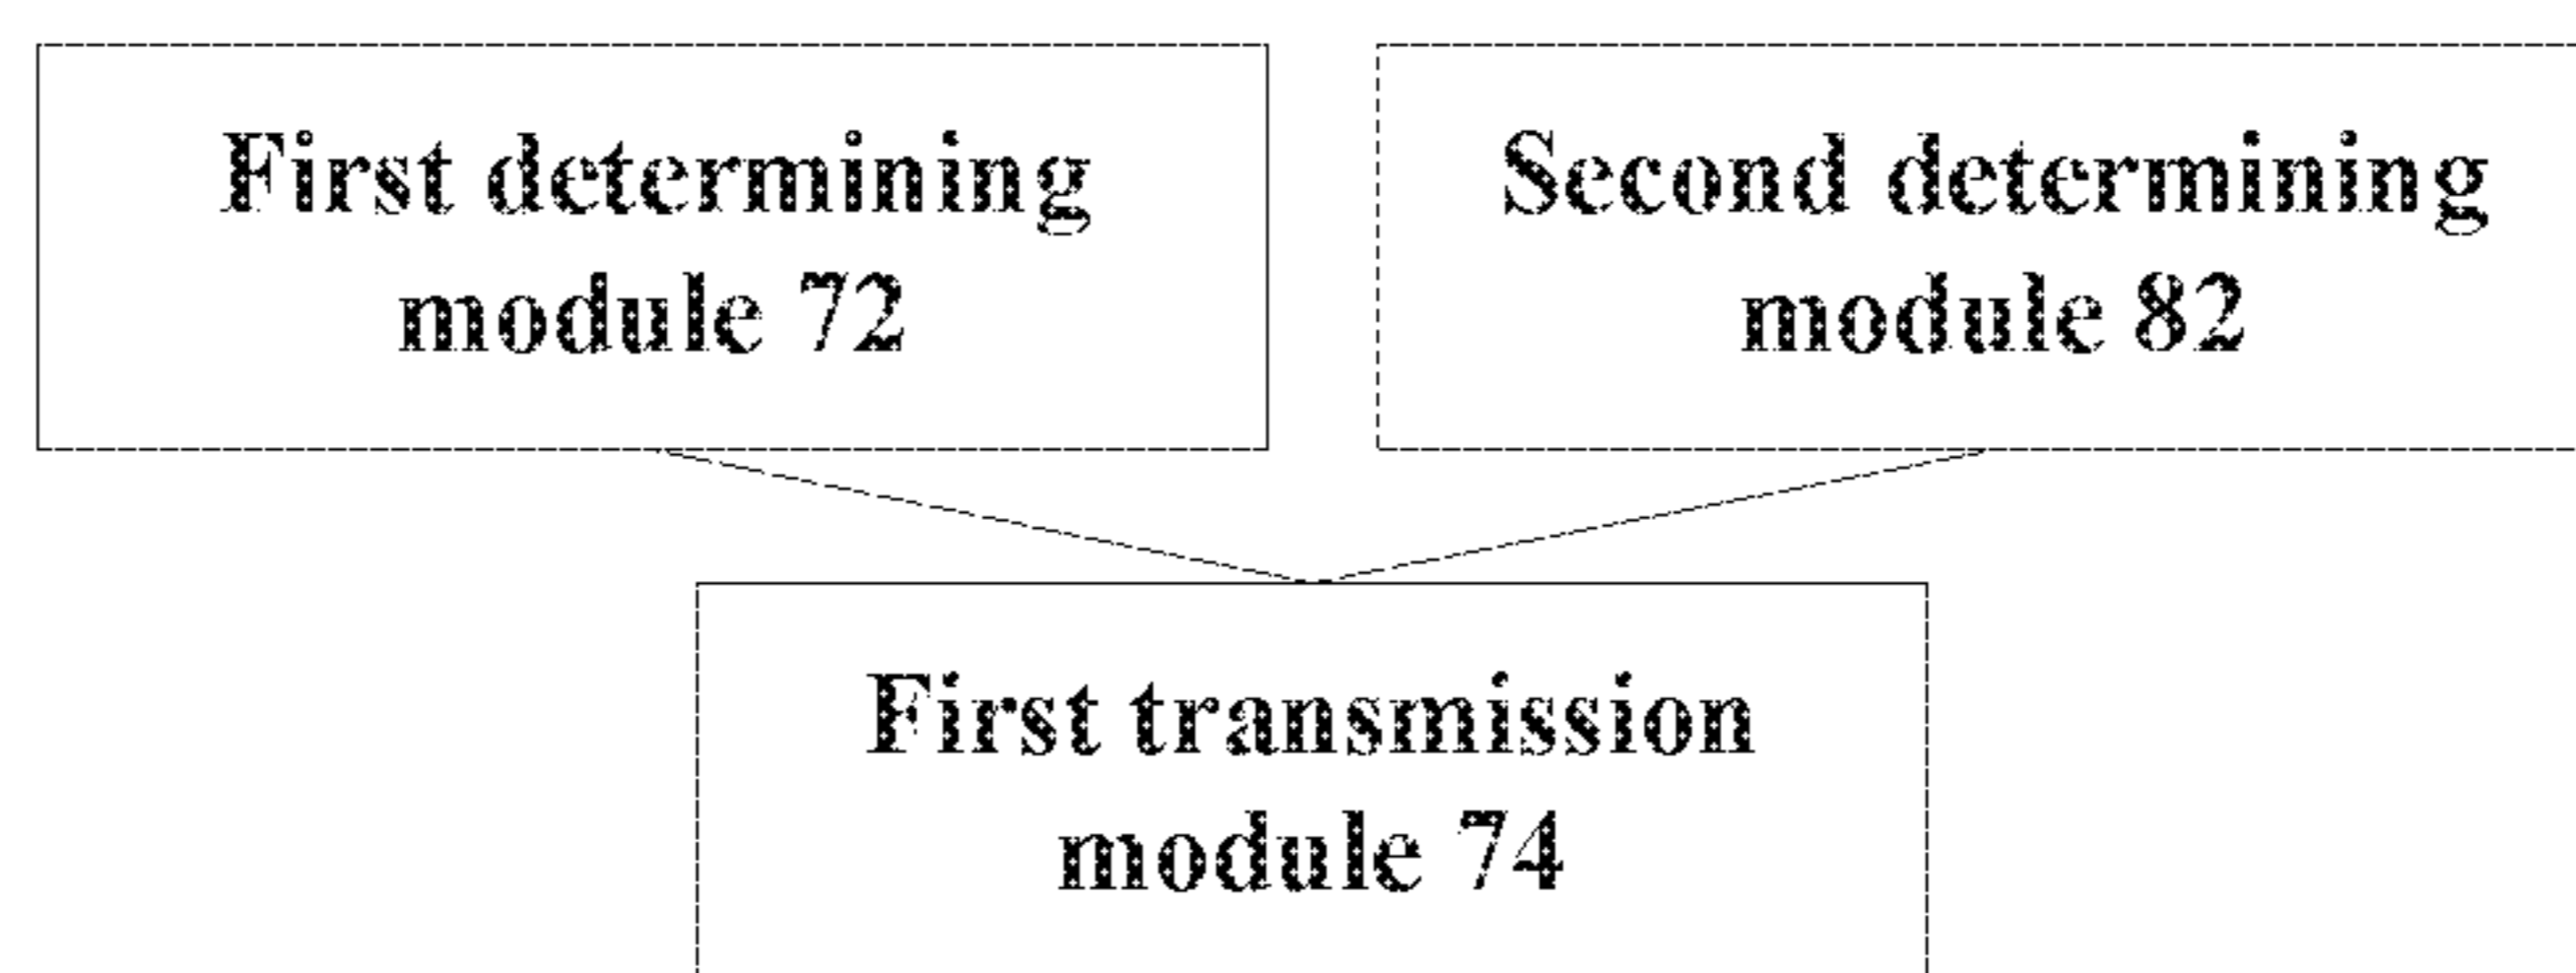 First determining
module 72
Second determining
module 82
First transmission
module 74